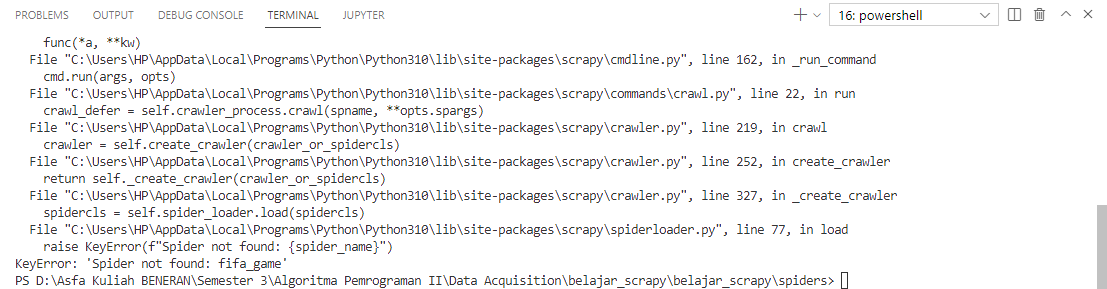 PROBLEMS OUTPUT DEBUG CONSOLE TERMINAL JUPYTER 16: powershell
func(*a, **kw)
File "C:\Users\HP\AppData\Local\Programs\Python\Python310\lib\site-packages\scrapy\cmdline.py", line 162, in _run_command
cmd.run(args, opts)
File "C:\Users\HP\AppData\Local\Programs\Python\Python310\lib\site-packages\scrapy\commands\crawl.py", line 22, in run
crawl_defer = self.crawler_process.crawl(spname, **opts.spargs)
File "C:\Users\HP\AppData\Local\Programs\Python\Python310\lib\site-packages\scrapy\crawler.py", line 219, in crawl
crawler = self.create_crawler(crawler_or_spidercls)
File "C:\Users\HP\AppData\Local\Programs\Python\Python310\lib\site-packages\scrapy\crawler.py", line 252, in create_crawler
return self._create_crawler(crawler_or_spidercls)
File "C:\Users\HP\AppData\Local\Programs\Python\Python310\lib\site-packages\scrapy\crawler.py", line 327, in _create_crawler
spidercls = self.spider_loader.load(spidercls)
File "C:\Users\HP\AppData\Local\Programs\Python\Python310\lib\site-packages\scrapy\spiderloader.py", line 77, in load
raise KeyError(f"Spider not found: {spider_name}")
KeyError: 'Spider not found: fifa_game'
PS D:\Asfa Kuliah BENERAN\Semester 3\Algoritma Pemrograman II\Data Acquisition\belajar_scrapy\belajar_scrapy\spiders>